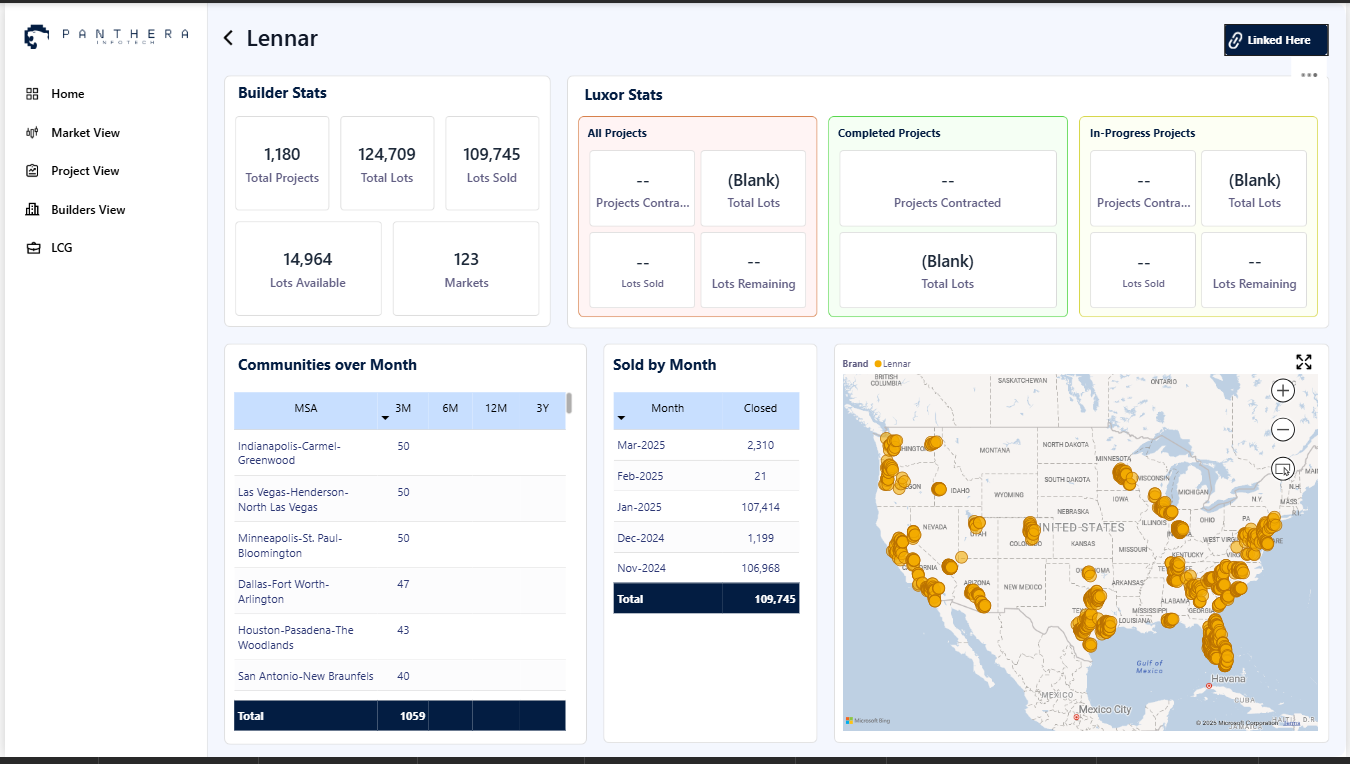 PANTHERA
INFOTECH
Home
Market View
Project View
Builders View
LCG
Lennar
Linked Here
Builder Stats
1,180
Total Projects
124,709
Total Lots
109,745
Lots Sold
14,964
Lots Available
123
Markets
Luxor Stats
All Projects
--
Projects Contra...
(Blank)
Total Lots
--
Lots Sold
--
Lots Remaining
Completed Projects
--
Projects Contracted
(Blank)
Total Lots
In-Progress Projects
--
Projects Contra...
(Blank)
Total Lots
--
Lots Sold
--
Lots Remaining
Communities over Month
MSA 3M 6M 12M 3Y
Indianapolis-Carmel- 50
Greenwood
Las Vegas-Henderson- 50
North Las Vegas
Minneapolis-St. Paul- 50
Bloomington
Dallas-Fort Worth- 47
Arlington
Houston-Pasadena-The 43
Woodlands
San Antonio-New Braunfels 40
Total 1059
Sold by Month
Month Closed
Mar-2025 2,310
Feb-2025 21
Jan-2025 107,414
Dec-2024 1,199
Nov-2024 106,968
Total 109,745
Brand Lennar
BRITISH
COLUMBIA
SASKATCHEWAN
ONTARIO
MONTANA
NORTH DAKOTA
MINNESOTA
SOUTH DAKOTA
WISCONSIN
IDAHO
WYOMING
MICHIGAN
N.H.
N.Y.
MASS
IOWA
NEBRASKA
NEVADA
UNITED STATES
ILLINOIS
OHIO
PA
KANSAS
MISSOURI
KENTUCKY
ARIZONA
NEW MEXICO
ARKANSAS
MISSISSIPPI
ALABAMA
LOUISIANA
Gulf of
Mexico
Havana
CUBA
MEXICO
Mexico City
D.R.
JAMAICA
Microsoft Bing
© 2025 Microsoft Corporation Terms